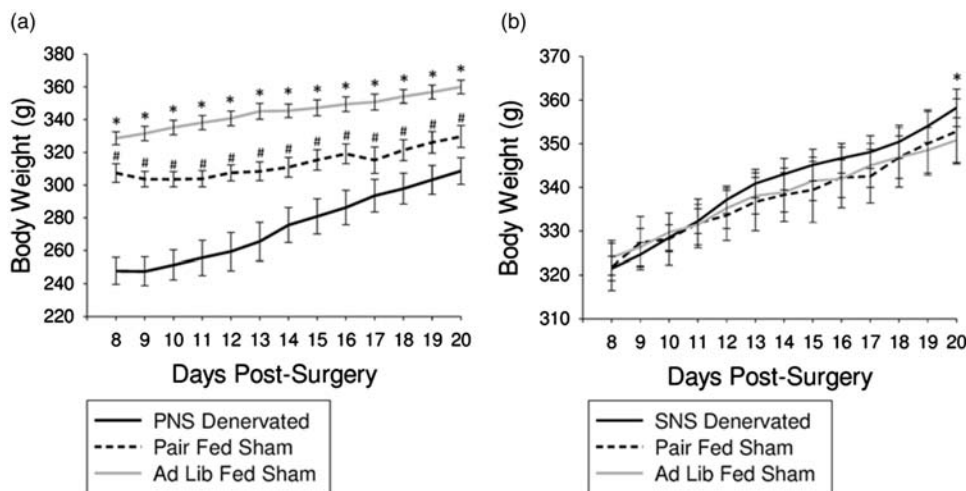 (a)
380
360
340
320
300
280
260
240
220
Body Weight (g)
* * * * * * * * * * * * *
# # # # # # # # # # # # #
8 9 10 11 12 13 14 15 16 17 18 19 20
Days Post-Surgery
PNS Denervated
Pair Fed Sham
Ad Lib Fed Sham
(b)
370
360
350
340
330
320
310
Body Weight (g)
*
8 9 10 11 12 13 14 15 16 17 18 19 20
Days Post-Surgery
SNS Denervated
Pair Fed Sham
Ad Lib Fed Sham